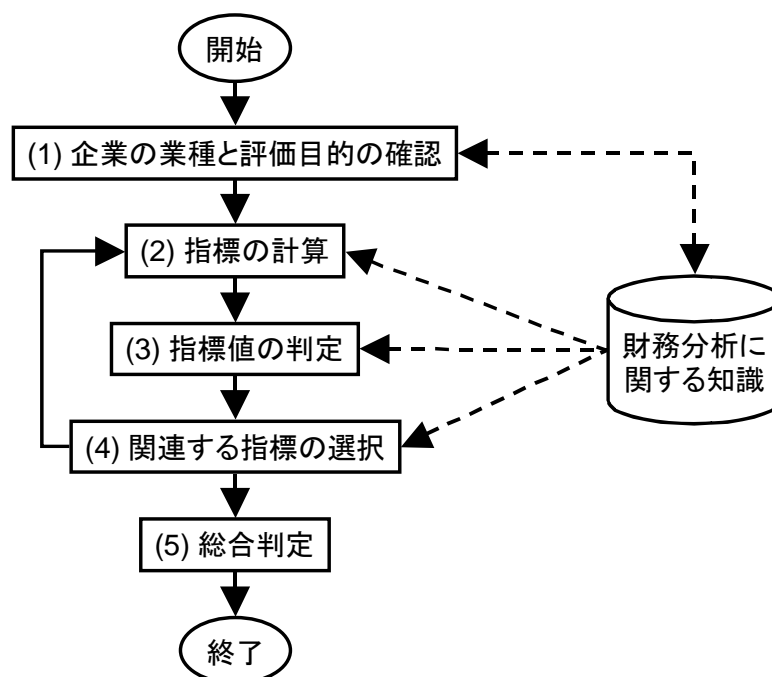 開始
(1) 企業の業種と評価目的の確認
(2) 指標の計算
(3) 指標値の判定
財務分析に
関する知識
(4) 関連する指標の選択
(5) 総合判定
終了